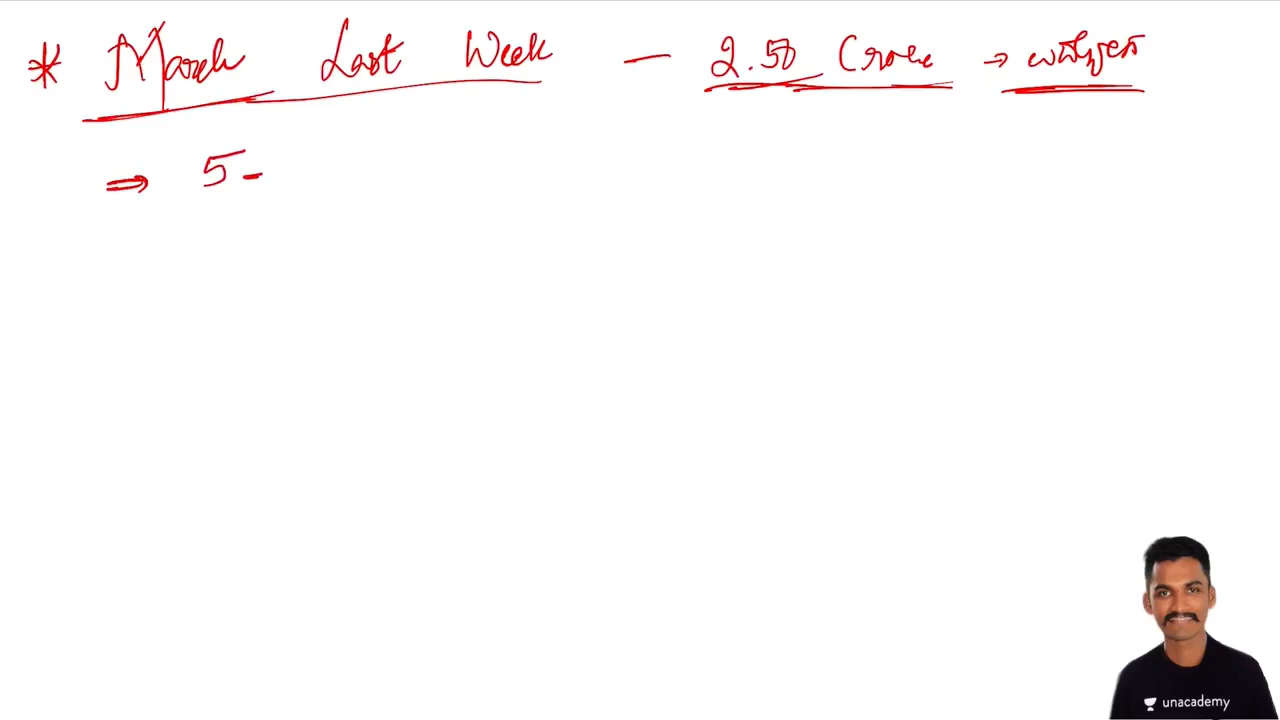 * March Last Week — 2.50 Crore →
⇒ 5-
unacademy